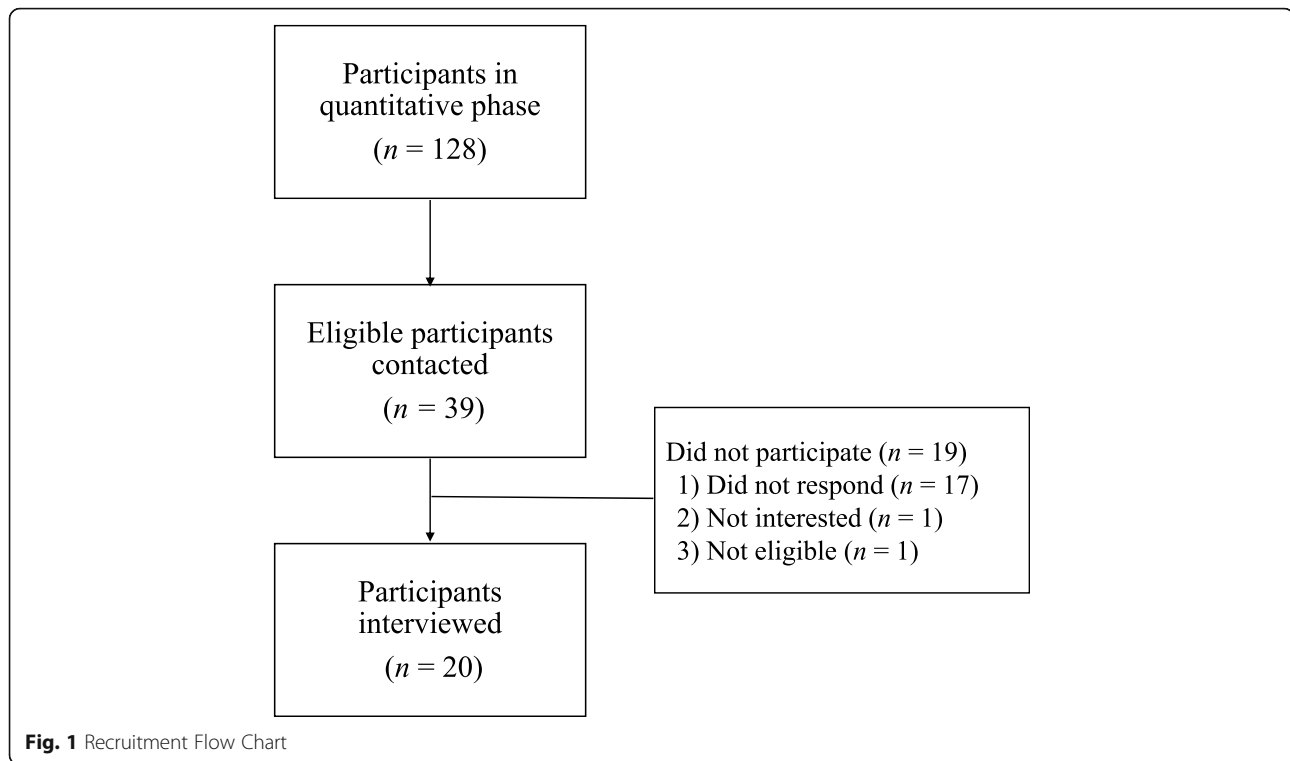 Participants in
quantitative phase
(n = 128)
Eligible participants
contacted
(n = 39)
Did not participate (n = 19)
1) Did not respond (n = 17)
2) Not interested (n = 1)
3) Not eligible (n = 1)
Participants
interviewed
(n = 20)
Fig. 1 Recruitment Flow Chart